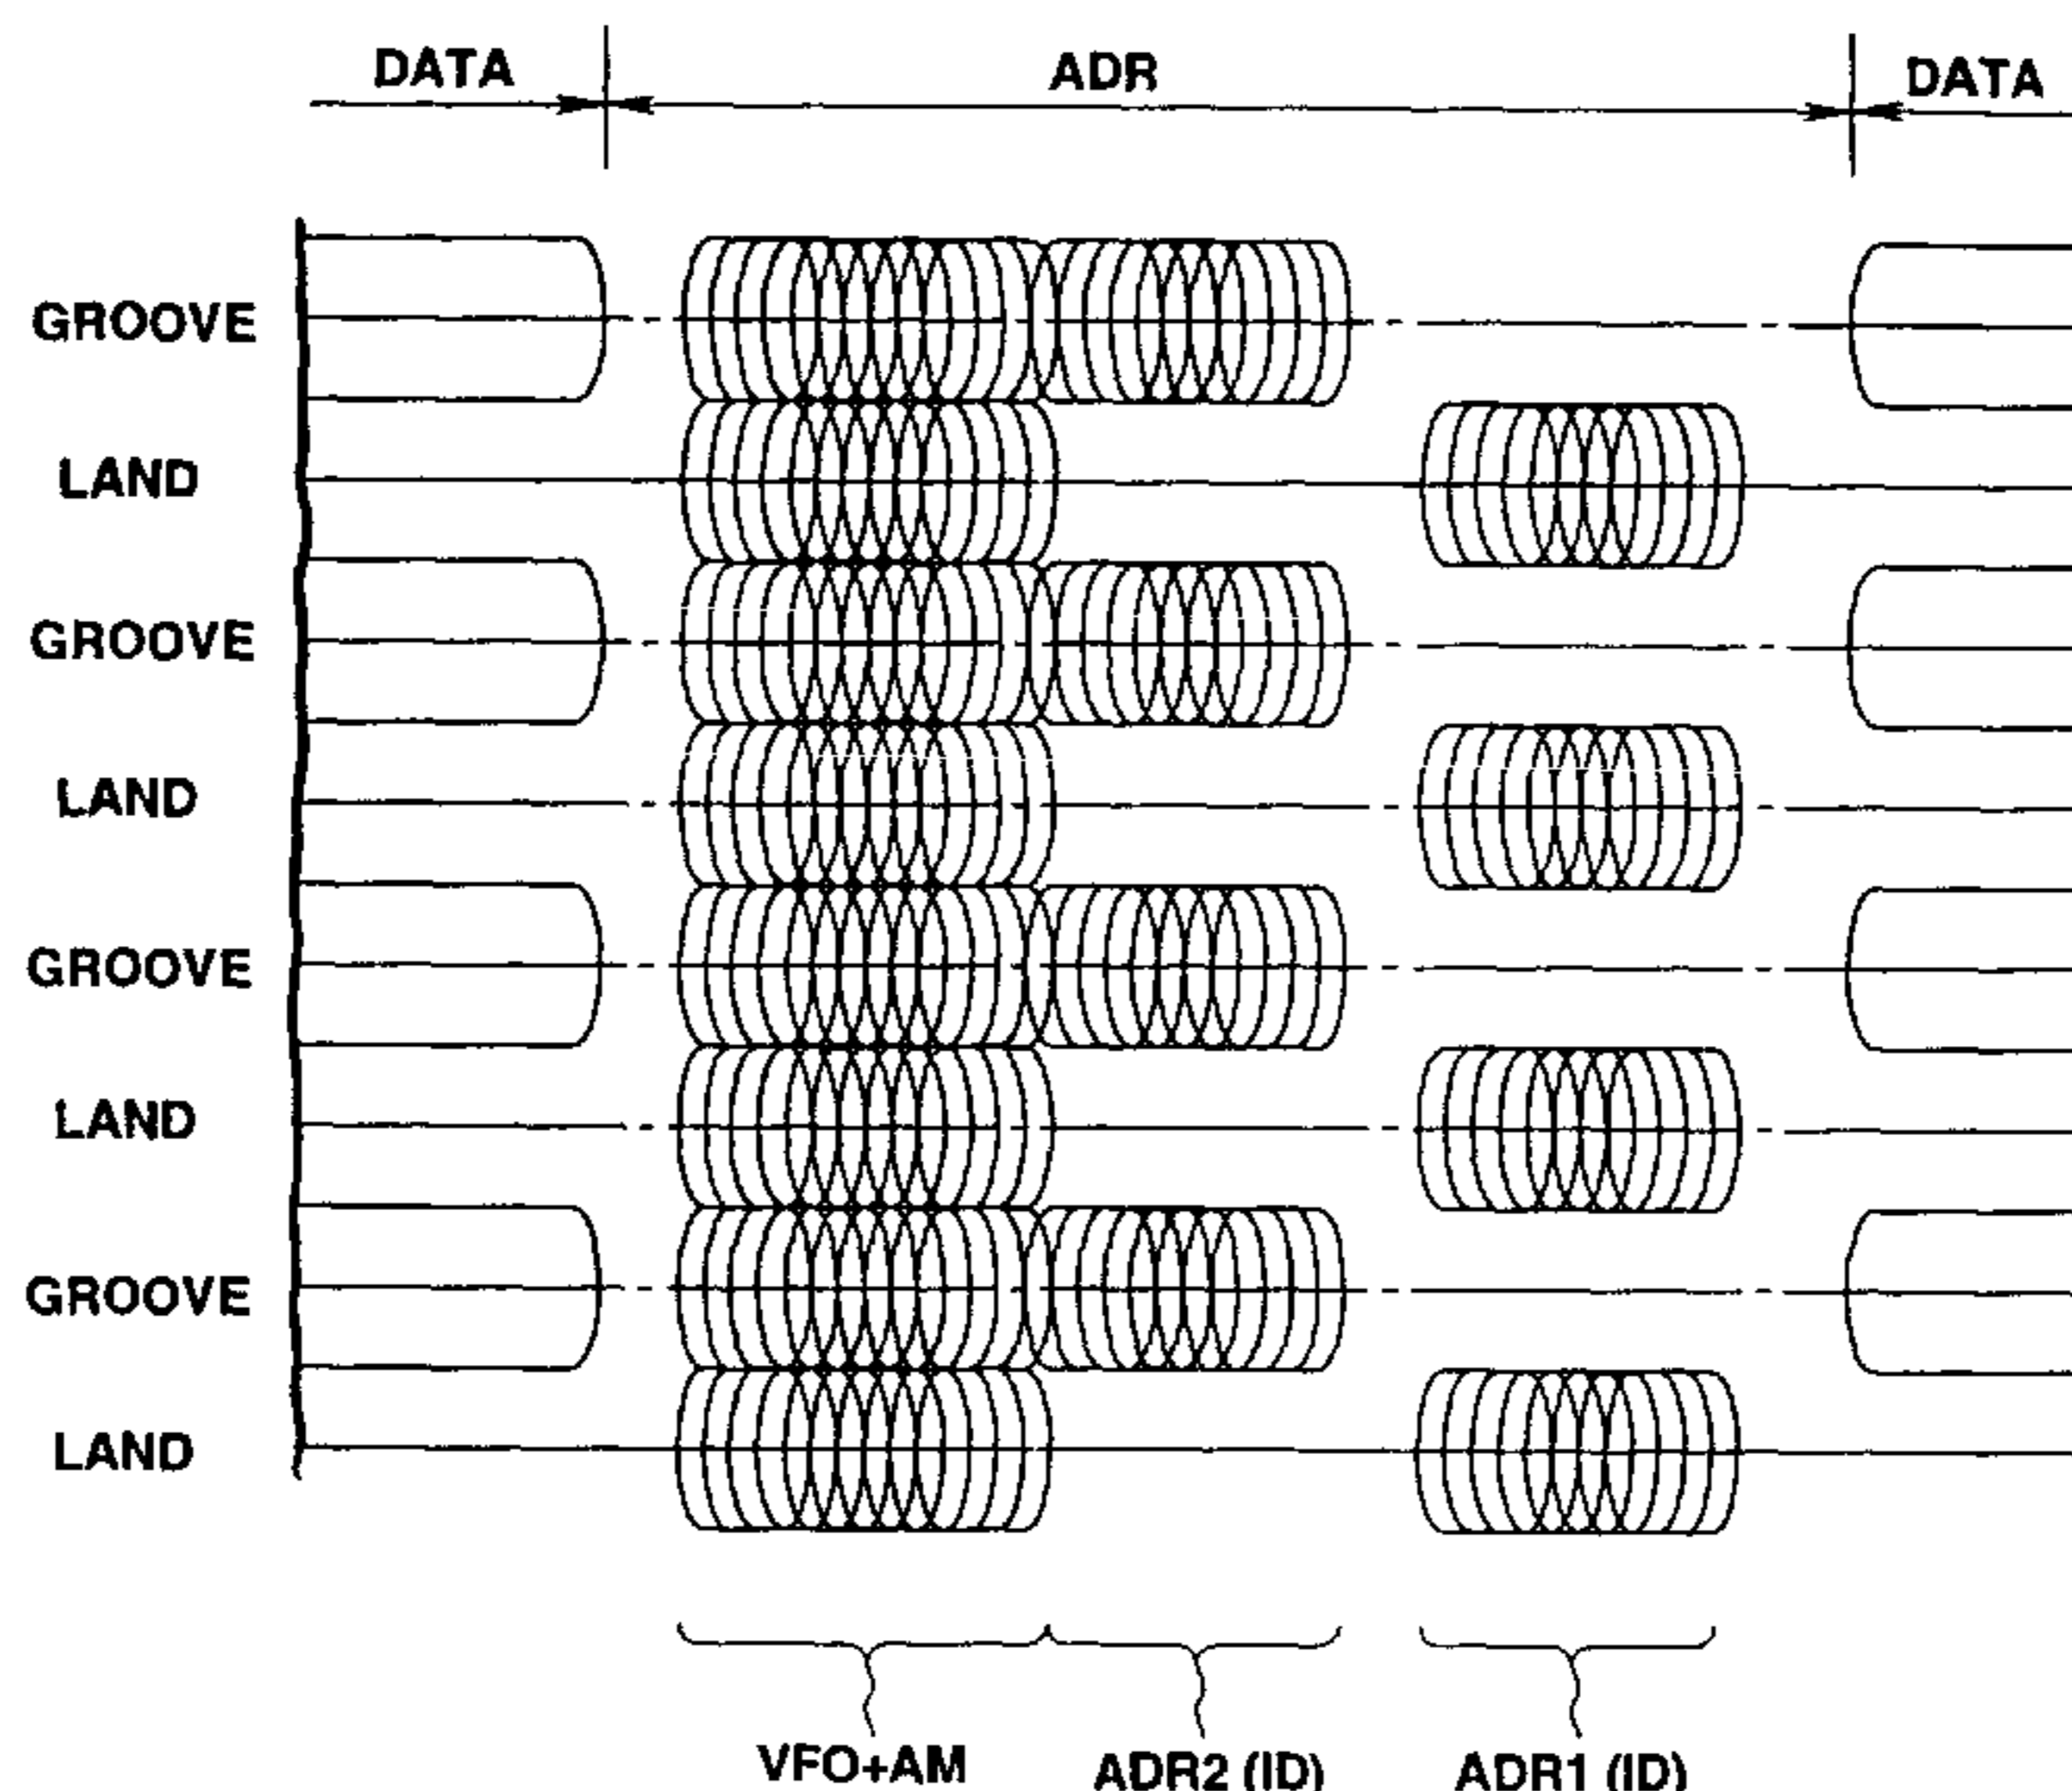 DATA ADR DATA
GROOVE
LAND
GROOVE
LAND
GROOVE
LAND
GROOVE
LAND
VFO+AM ADR2 (ID) ADR1 (ID)